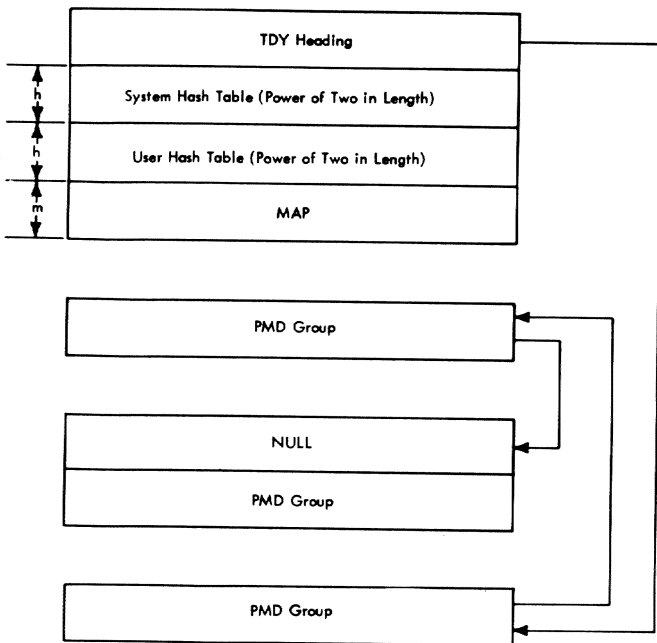 TDY Heading
h
System Hash Table (Power of Two in Length)
h
User Hash Table (Power of Two in Length)
m
MAP
PMD Group
NULL
PMD Group
PMD Group